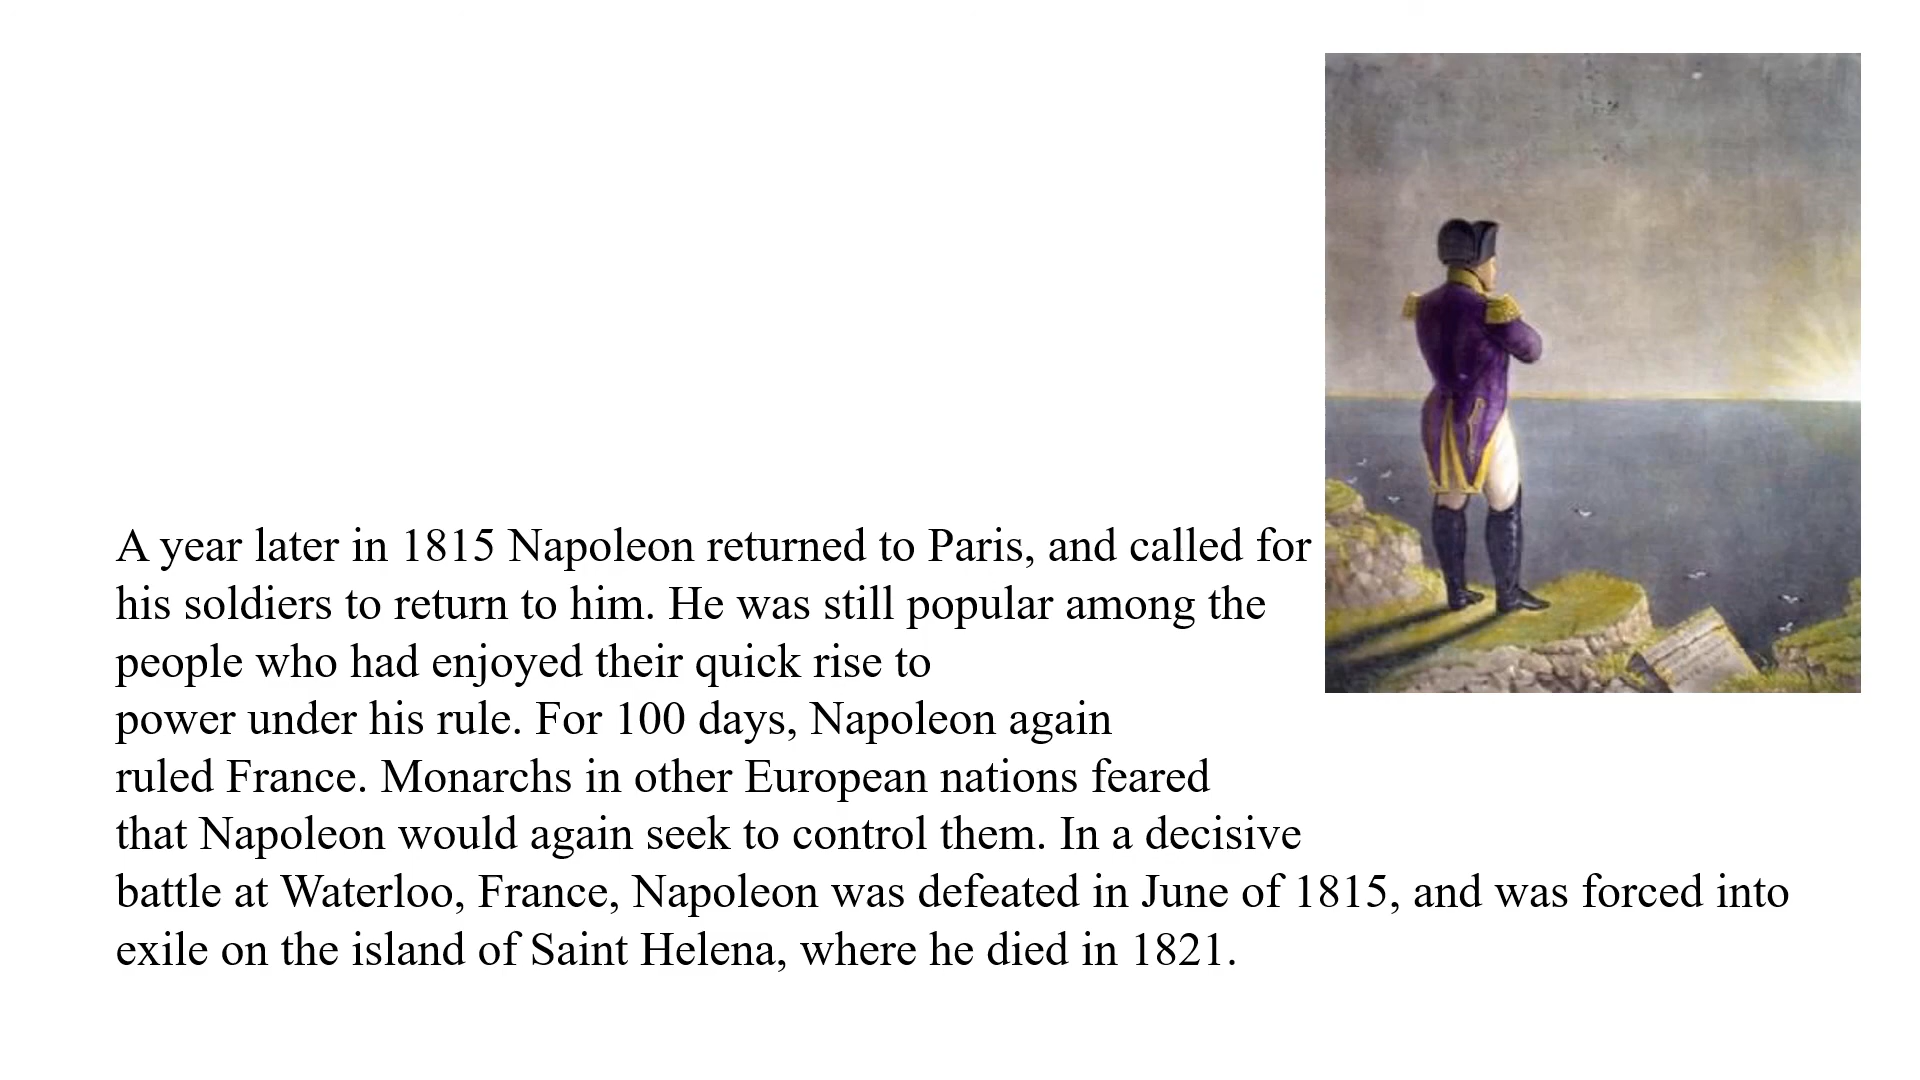 A year later in 1815 Napoleon returned to Paris, and called for
his soldiers to return to him. He was still popular among the
people who had enjoyed their quick rise to
power under his rule. For 100 days, Napoleon again
ruled France. Monarchs in other European nations feared
that Napoleon would again seek to control them. In a decisive
battle at Waterloo, France, Napoleon was defeated in June of 1815, and was forced into
exile on the island of Saint Helena, where he died in 1821.